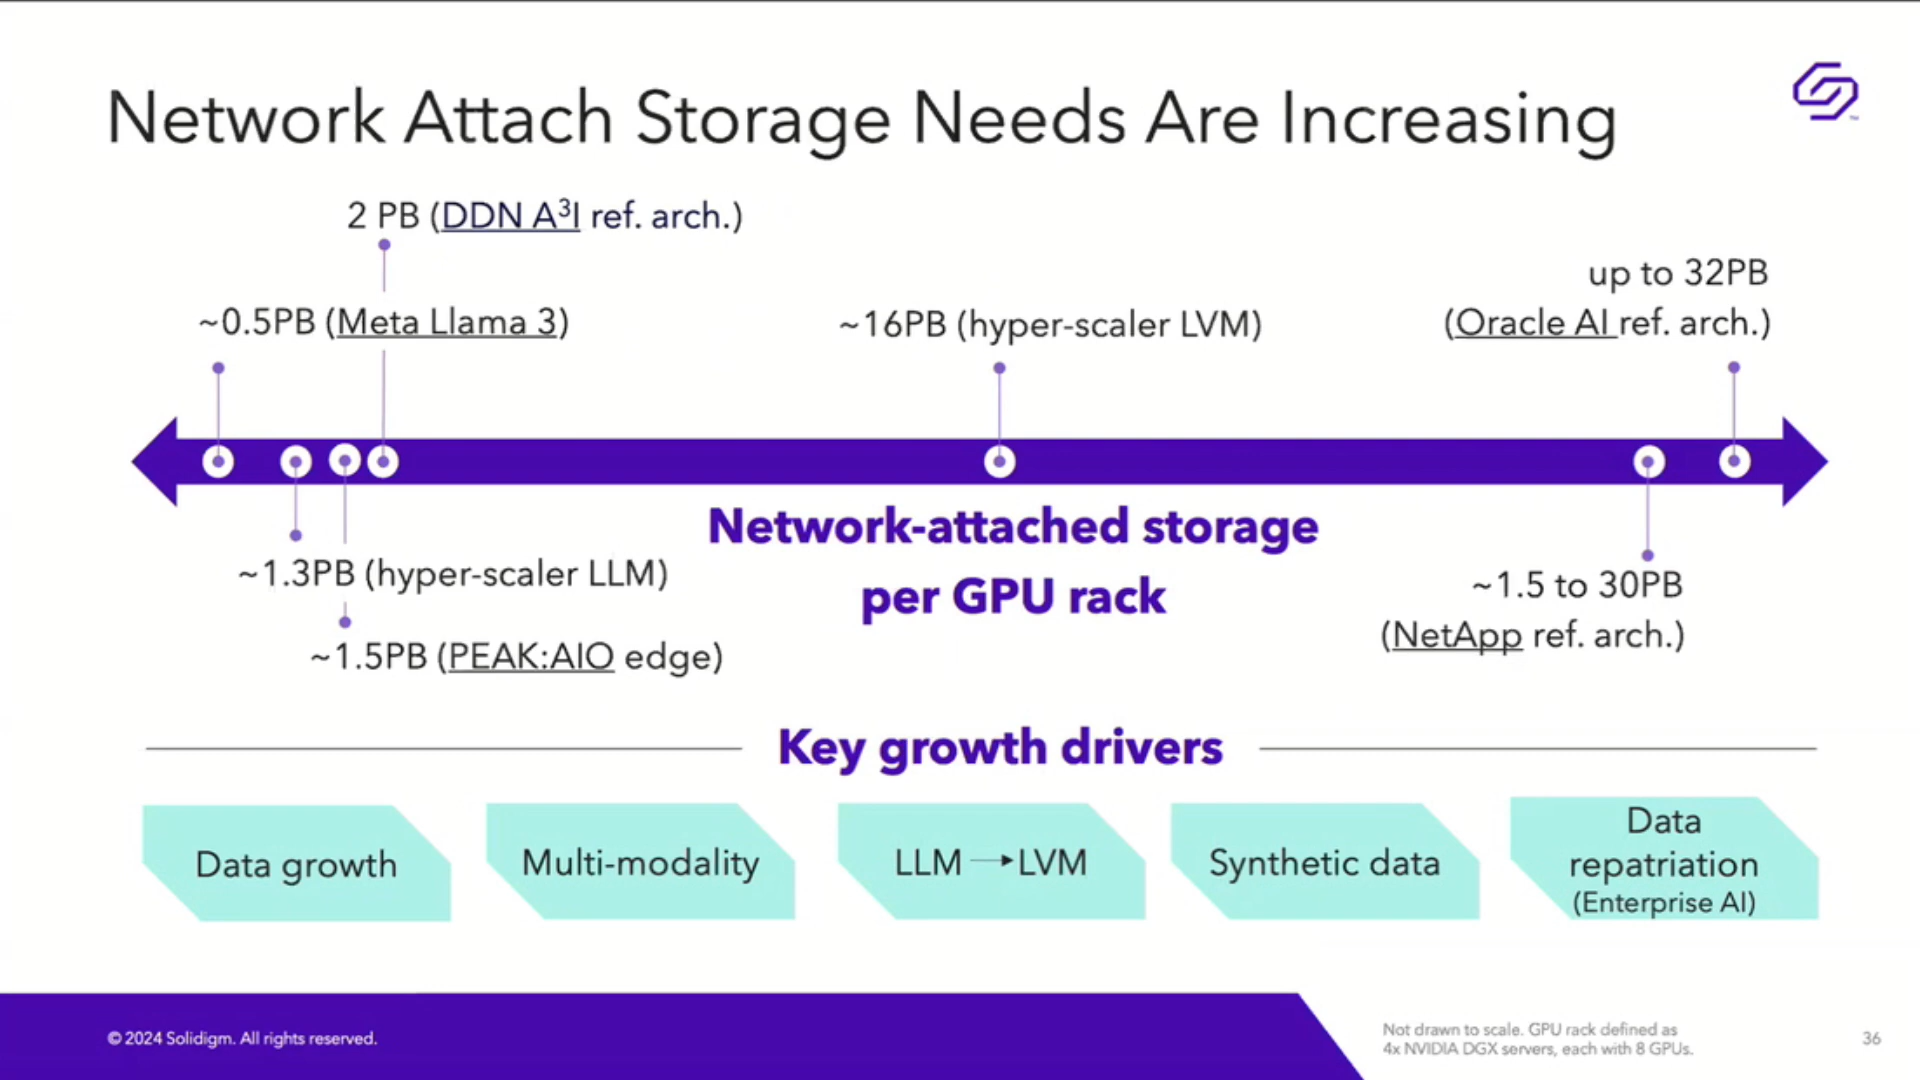 Network Attach Storage Needs Are Increasing
2 PB (DDN A³I ref. arch.)
~0.5PB (Meta Llama 3)
~16PB (hyper-scaler LVM)
up to 32PB
(Oracle AI ref. arch.)
Network-attached storage
per GPU rack
~1.3PB (hyper-scaler LLM)
~1.5PB (PEAK:AIO edge)
~1.5 to 30PB
(NetApp ref. arch.)
Key growth drivers
Data growth
Multi-modality
LLM → LVM
Synthetic data
Data
repatriation
(Enterprise AI)
© 2024 Solidigm. All rights reserved.
Not drawn to scale. GPU rack defined as
4x NVIDIA DGX servers, each with 8 GPUs.
36